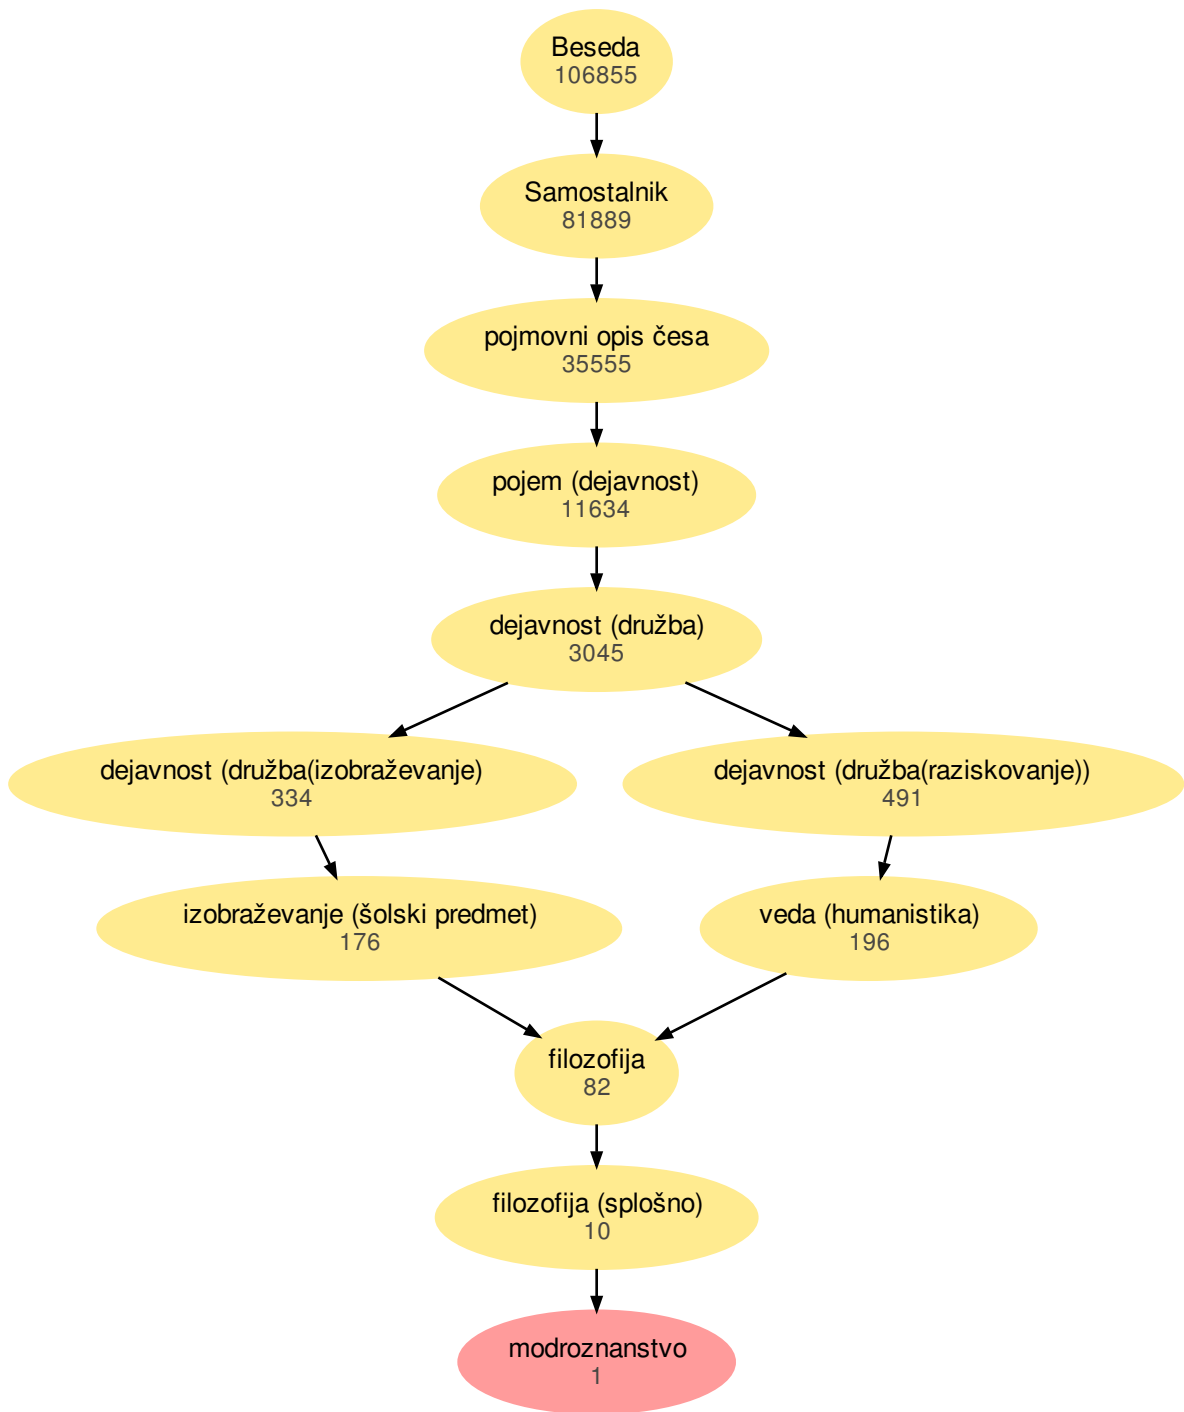 Beseda
106855
Samostalnik
81889
pojmovni opis česa
35555
pojem (dejavnost)
11634
dejavnost (družba)
3045
dejavnost (družba(izobraževanje)
334
dejavnost (družba(raziskovanje))
491
izobraževanje (šolski predmet)
176
veda (humanistika)
196
filozofija
82
filozofija (splošno)
10
modroznanstvo
1